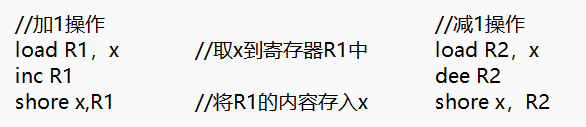 //加1操作 //减1操作
load R1，x //取x到寄存器R1中 load R2，x
inc R1 dee R2
shore x,R1 //将R1的内容存入x shore x，R2